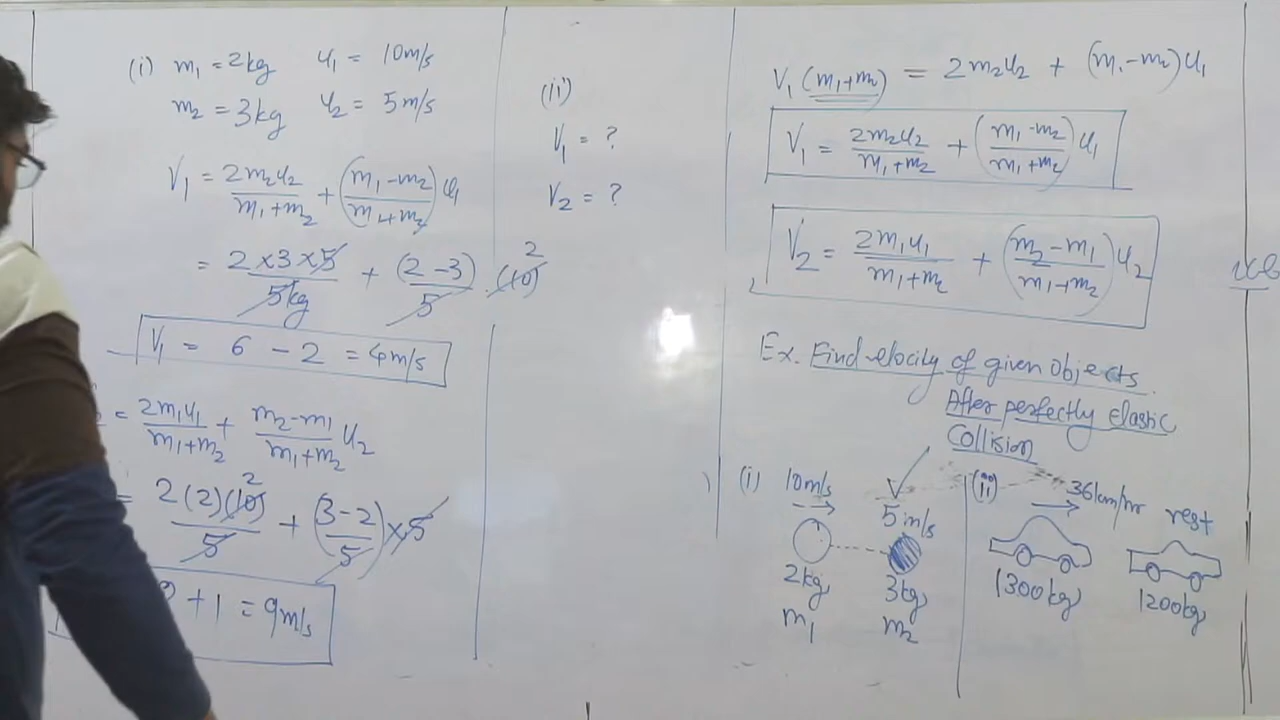 (i) m₁ = 2kg u₁ = 10m/s
m₂ = 3kg u₂ = 5m/s
V₁ = 2m₂u₂/m₁+m₂ + (m₁-m₂/m₁+m₂) u₁
= 2×3×5/5kg + (2-3)/5 · (10) 2
V₁ = 6 - 2 = 4m/s
= 2m₁u₁/m₁+m₂ + m₂-m₁/m₁+m₂ u₂
= 2(2)(10) 2/5 + (3-2/5)×5
+ 1 = 9m/s
(ii)
V₁ = ?
V₂ = ?
V₁(m₁+m₂) = 2m₂u₂ + (m₁-m₂)u₁
V₁ = 2m₂u₂/m₁+m₂ + (m₁-m₂/m₁+m₂)u₁
V₂ = 2m₁u₁/m₁+m₂ + (m₂-m₁/m₁+m₂)u₂
Ex. Find velocity of given objects.
After perfectly elastic
Collision
(i) 10m/s
5m/s
2kg 3kg
m₁ m₂
(ii) 36km/hr rest
1300kg 1200kg